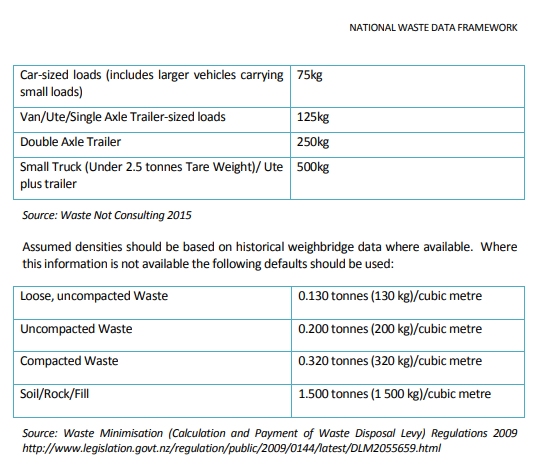 NATIONAL WASTE DATA FRAMEWORK
Car-sized loads (includes larger vehicles carrying small loads) 75kg
Van/Ute/Single Axle Trailer-sized loads 125kg
Double Axle Trailer 250kg
Small Truck (Under 2.5 tonnes Tare Weight)/ Ute plus trailer 500kg
Source: Waste Not Consulting 2015
Assumed densities should be based on historical weighbridge data where available. Where
this information is not available the following defaults should be used:
Loose, uncompacted Waste 0.130 tonnes (130 kg)/cubic metre
Uncompacted Waste 0.200 tonnes (200 kg)/cubic metre
Compacted Waste 0.320 tonnes (320 kg)/cubic metre
Soil/Rock/Fill 1.500 tonnes (1 500 kg)/cubic metre
Source: Waste Minimisation (Calculation and Payment of Waste Disposal Levy) Regulations 2009
http://www.legislation.govt.nz/regulation/public/2009/0144/latest/DLM2055659.html